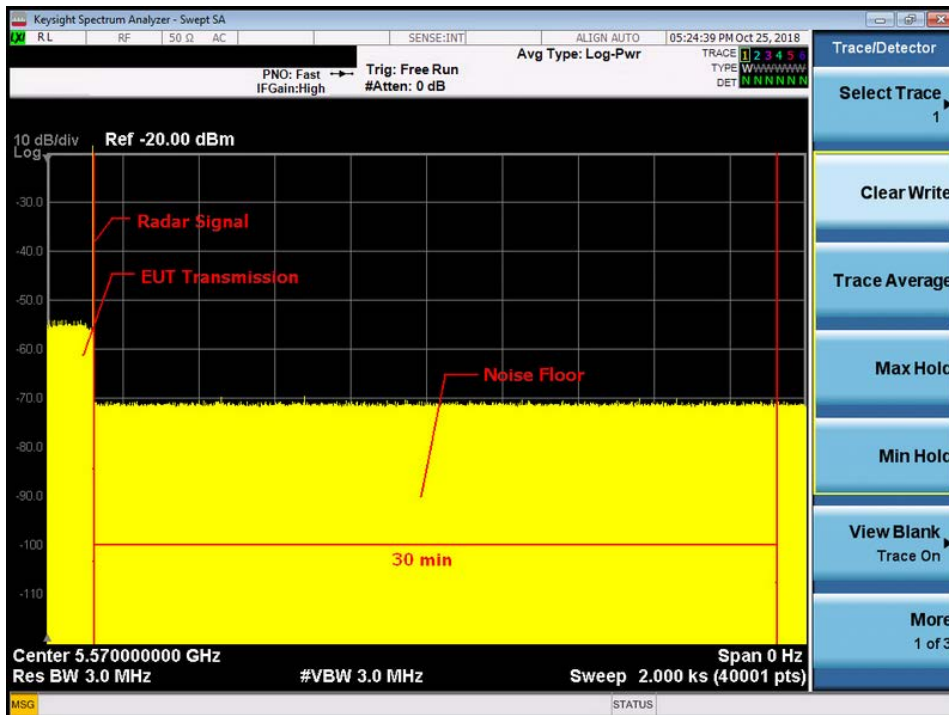 Keysight Spectrum Analyzer - Swept SA
LXI RL RF 50 Ω AC SENSE:INT ALIGN AUTO 05:24:39 PM Oct 25, 2018
Trace/Detector
PNO: Fast
IFGain:High
Trig: Free Run
#Atten: 0 dB
Avg Type: Log-Pwr
TRACE 1 2 3 4 5 6
TYPE WWWWWW
DET NNNNNN
Select Trace
1
10 dB/div
Log
Ref -20.00 dBm
Clear Write
-30.0
Radar Signal
-40.0
EUT Transmission
Trace Average
-50.0
-60.0
Noise Floor
Max Hold
-70.0
-80.0
Min Hold
-90.0
-100
30 min
View Blank
Trace On
-110
More
1 of 3
Center 5.570000000 GHz
Span 0 Hz
Res BW 3.0 MHz
#VBW 3.0 MHz
Sweep 2.000 ks (40001 pts)
MSG
STATUS